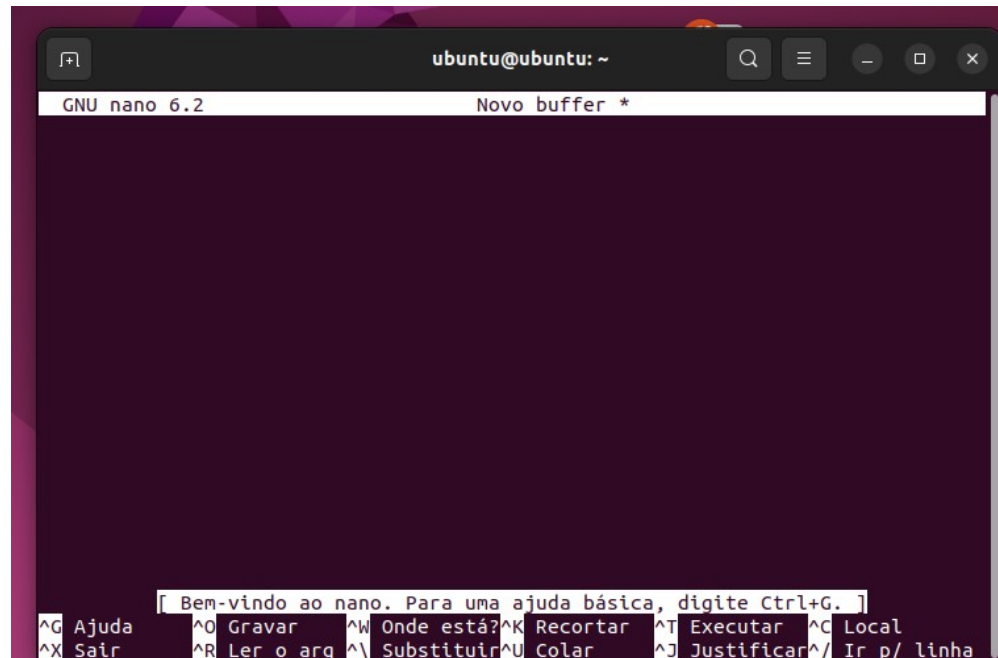 ubuntu@ubuntu: ~
GNU nano 6.2 Novo buffer *
[ Bem-vindo ao nano. Para uma ajuda básica, digite Ctrl+G. ]
^G Ajuda ^O Gravar ^W Onde está?^K Recortar ^T Executar ^C Local
^X Sair ^R Ler o arq ^\ Substituir^U Colar ^J Justificar^/ Ir p/ linha